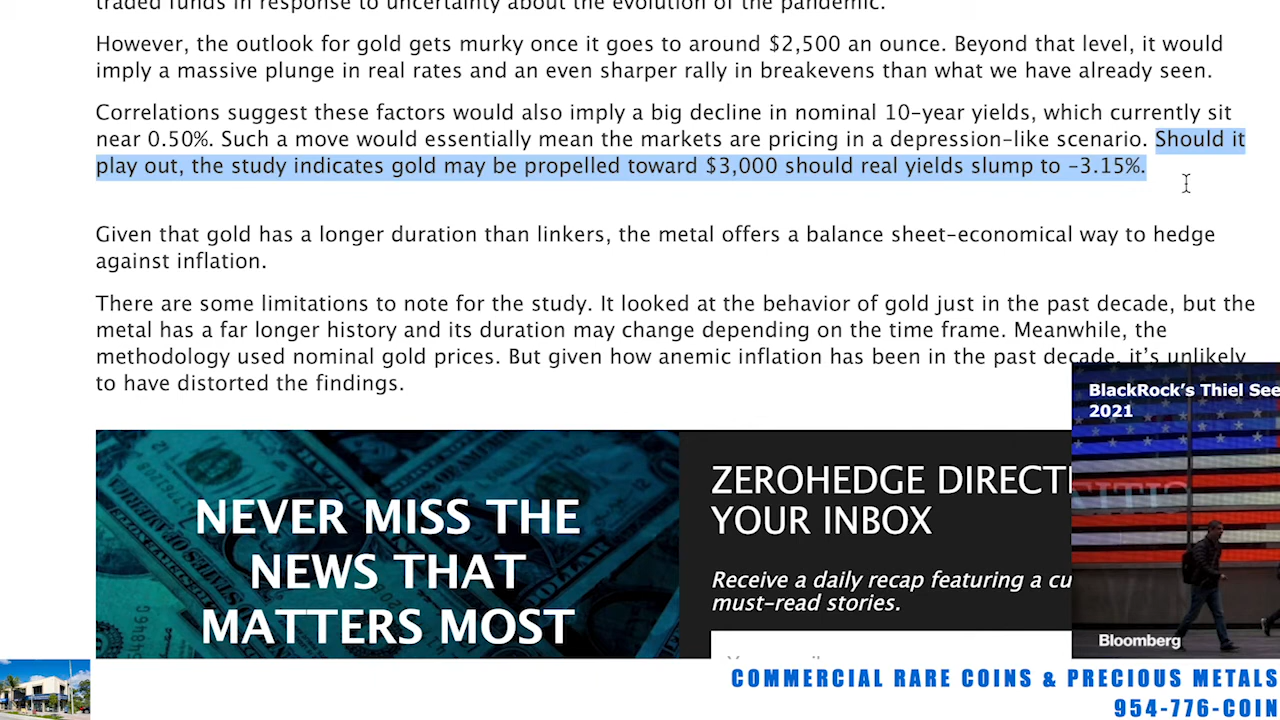 traded funds in response to uncertainty about the evolution of the pandemic.
However, the outlook for gold gets murky once it goes to around $2,500 an ounce. Beyond that level, it would
imply a massive plunge in real rates and an even sharper rally in breakevens than what we have already seen.
Correlations suggest these factors would also imply a big decline in nominal 10-year yields, which currently sit
near 0.50%. Such a move would essentially mean the markets are pricing in a depression-like scenario. Should it
play out, the study indicates gold may be propelled toward $3,000 should real yields slump to -3.15%.
Given that gold has a longer duration than linkers, the metal offers a balance sheet-economical way to hedge
against inflation.
There are some limitations to note for the study. It looked at the behavior of gold just in the past decade, but the
metal has a far longer history and its duration may change depending on the time frame. Meanwhile, the
methodology used nominal gold prices. But given how anemic inflation has been in the past decade, it's unlikely
to have distorted the findings.
BlackRock's Thiel See
2021
NEVER MISS THE
NEWS THAT
MATTERS MOST
ZEROHEDGE DIRECT
YOUR INBOX
Receive a daily recap featuring a cu
must-read stories.
Bloomberg
COMMERCIAL RARE COINS & PRECIOUS METALS
954-776-COIN